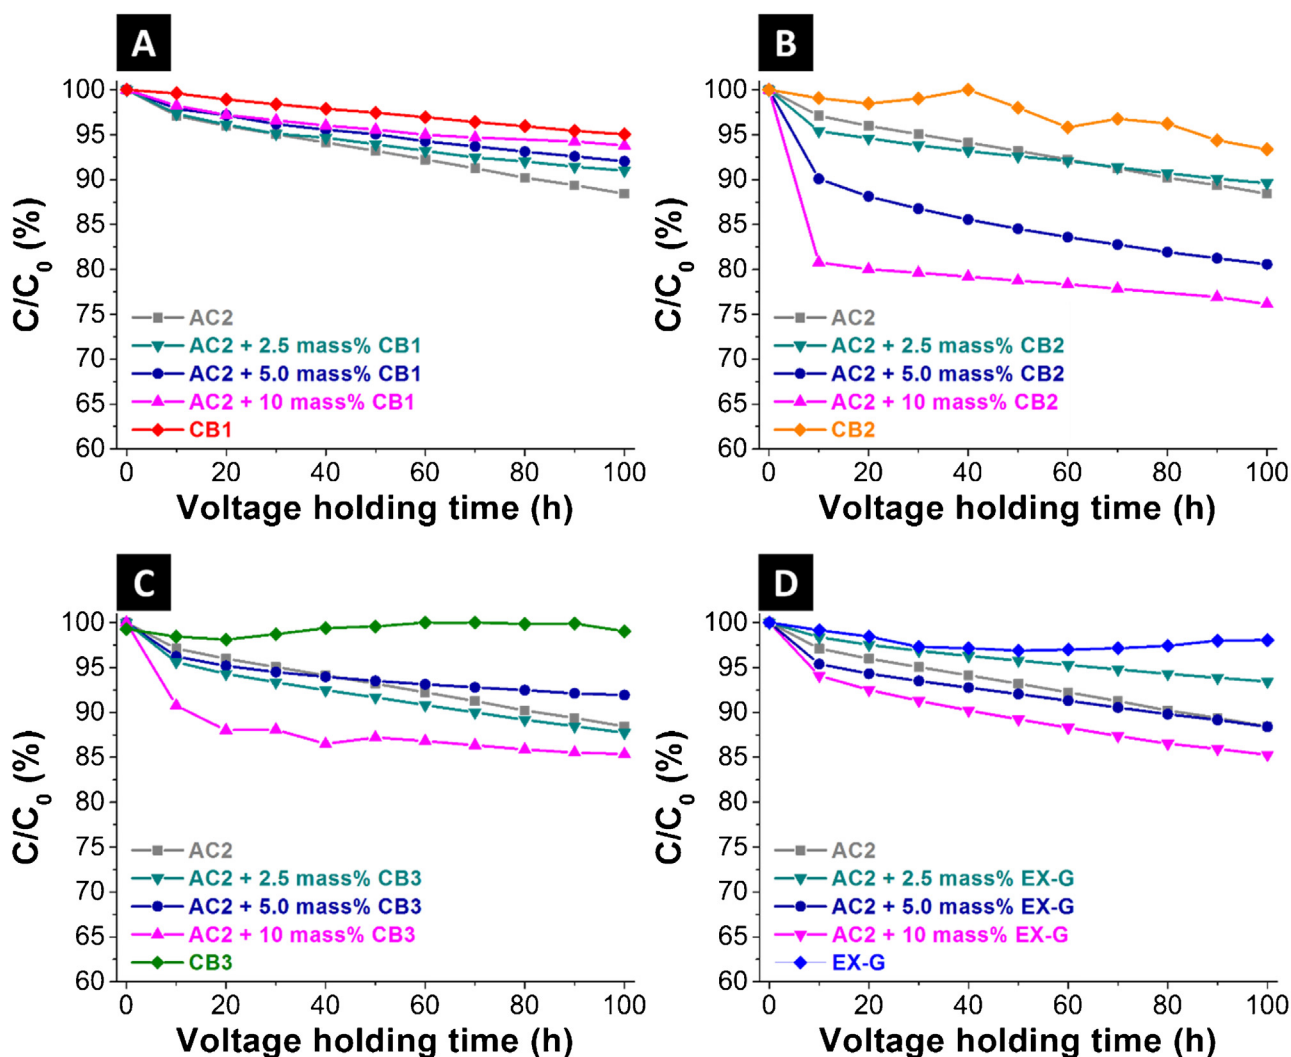 A
C/C0 (%)
100
95
90
85
80
75
70
65
60
AC2
AC2 + 2.5 mass% CB1
AC2 + 5.0 mass% CB1
AC2 + 10 mass% CB1
CB1
0 20 40 60 80 100
Voltage holding time (h)
B
C/C0 (%)
100
95
90
85
80
75
70
65
60
AC2
AC2 + 2.5 mass% CB2
AC2 + 5.0 mass% CB2
AC2 + 10 mass% CB2
CB2
0 20 40 60 80 100
Voltage holding time (h)
C
C/C0 (%)
100
95
90
85
80
75
70
65
60
AC2
AC2 + 2.5 mass% CB3
AC2 + 5.0 mass% CB3
AC2 + 10 mass% CB3
CB3
0 20 40 60 80 100
Voltage holding time (h)
D
C/C0 (%)
100
95
90
85
80
75
70
65
60
AC2
AC2 + 2.5 mass% EX-G
AC2 + 5.0 mass% EX-G
AC2 + 10 mass% EX-G
EX-G
0 20 40 60 80 100
Voltage holding time (h)